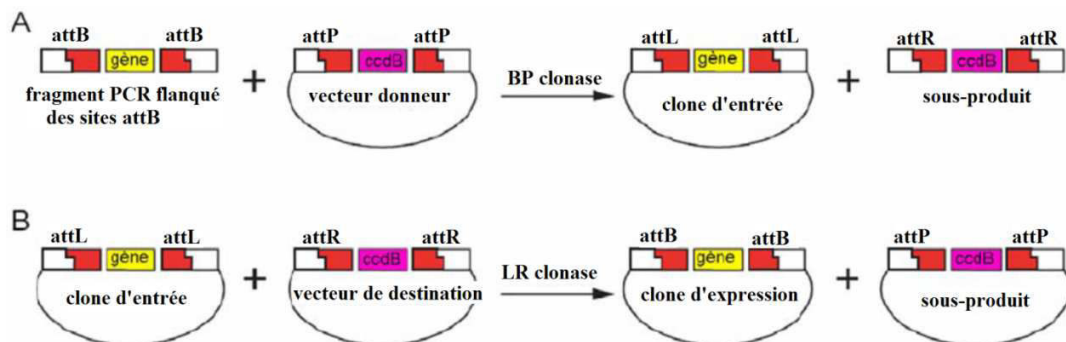 A
attB attB attP attP attL attL attR attR
gène ccdB gène ccdB
fragment PCR flanqué
des sites attB
+ vecteur donneur BP clonase clone d'entrée + sous-produit
B
attL attL attR attR attB attB attP attP
gène ccdB gène ccdB
clone d'entrée + vecteur de destination LR clonase clone d'expression + sous-produit